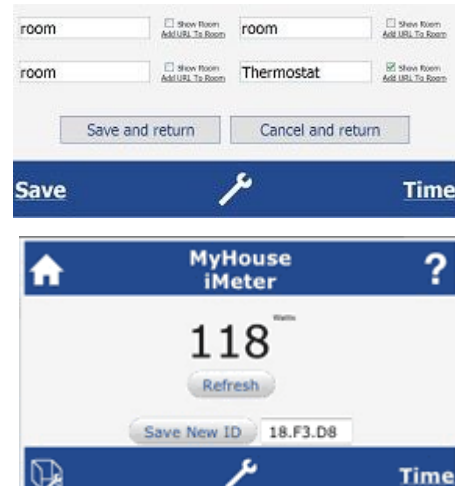 room Show Room room Show Room
Add URL To Room Add URL To Room
room Show Room Thermostat Show Room
Add URL To Room Add URL To Room
Save and return Cancel and return
Save Time
MyHouse
iMeter ?
Watts
118
Refresh
Save New ID 18.F3.D8
Time